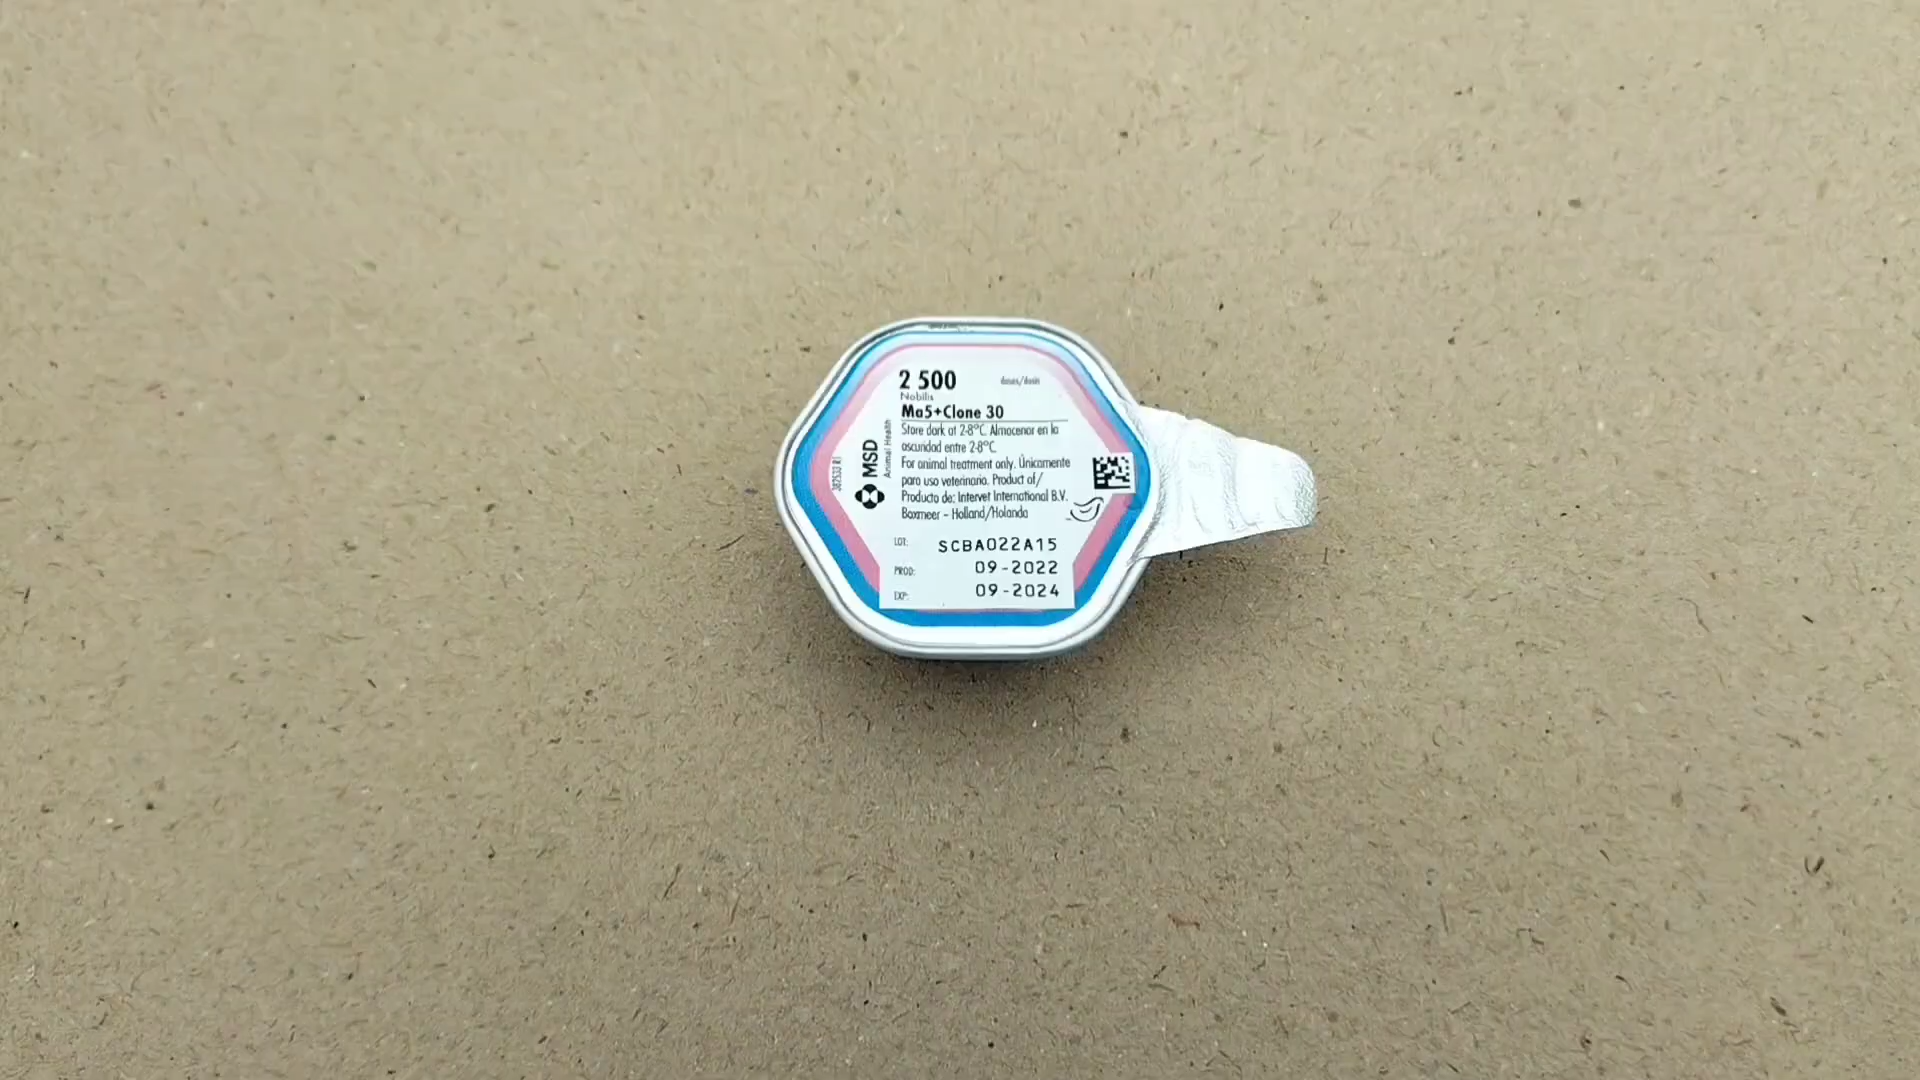 2 500 doses/dosis
Nobilis
Ma5+Clone 30
Store dark at 2-8°C. Almacenar en la
oscuridad entre 2-8°C
For animal treatment only. Únicamente
para uso veterinario. Product of/
Producto de: Intervet International B.V.
Boxmeer - Holland/Holanda
LOT: SCBA022A15
PROD: 09-2022
EXP: 09-2024
MSD
Animal Health